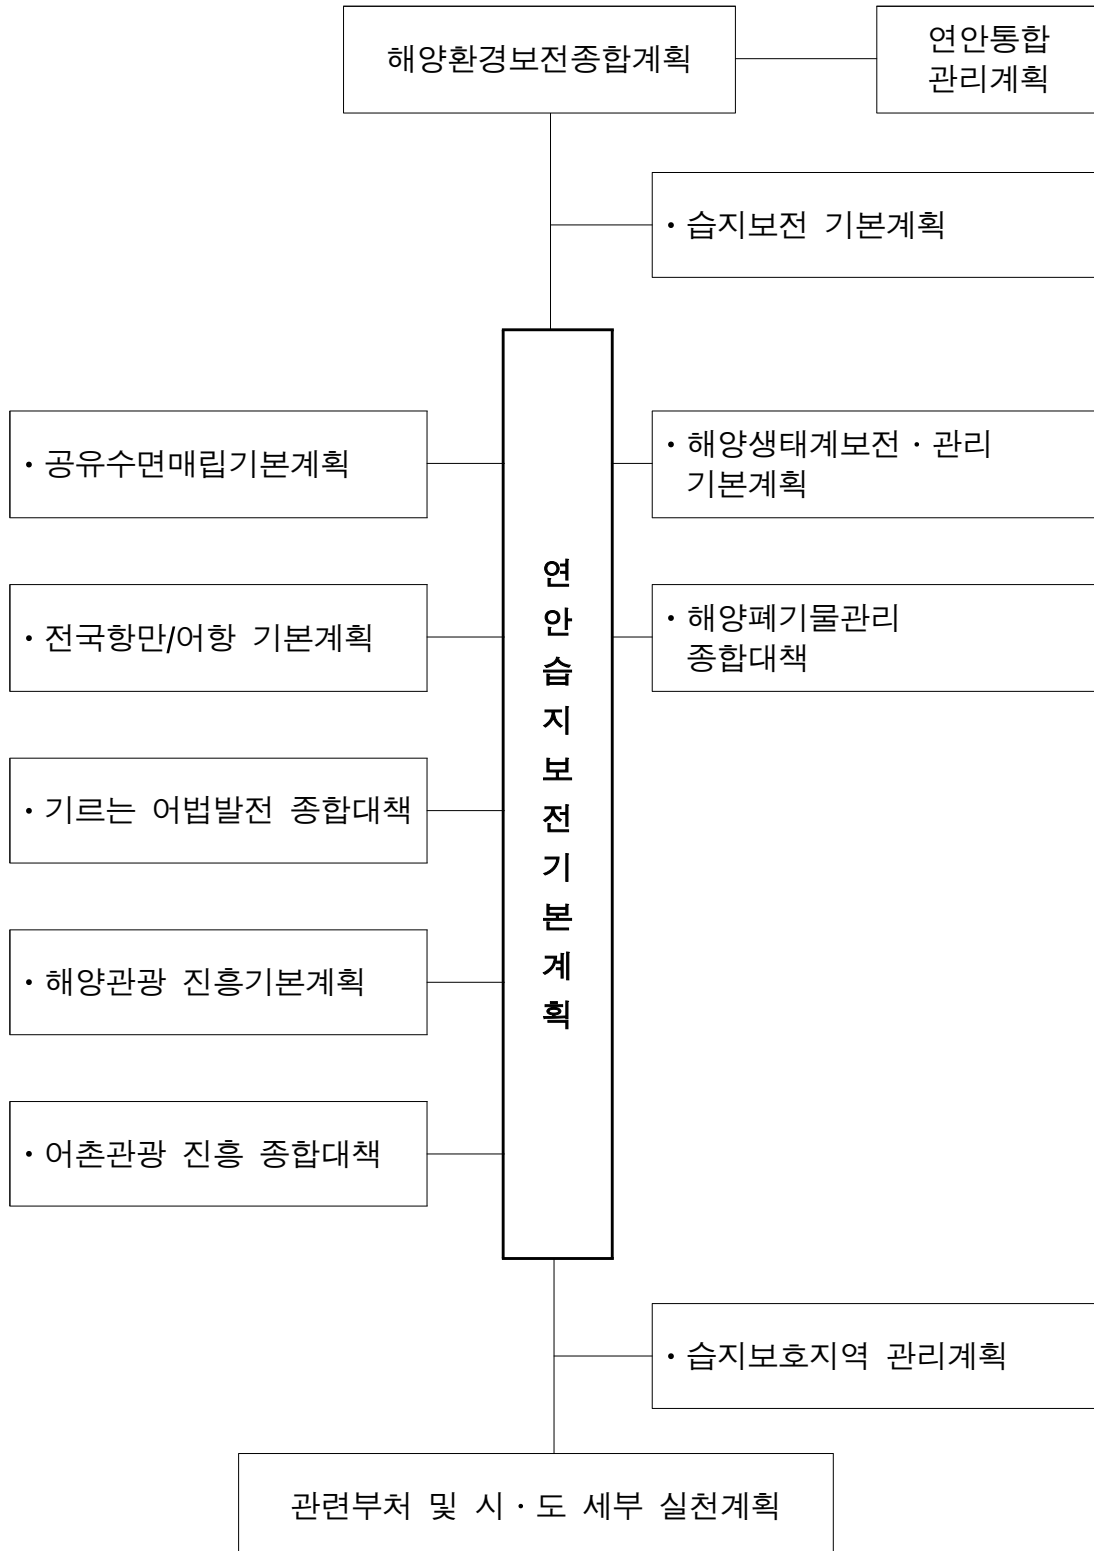 해양환경보전종합계획
연안통합
관리계획
· 습지보전 기본계획
· 공유수면매립기본계획
· 해양생태계보전 · 관리
기본계획
· 전국항만/어항 기본계획
· 해양폐기물관리
종합대책
· 기르는 어법발전 종합대책
· 해양관광 진흥기본계획
· 어촌관광 진흥 종합대책
연안습지보전기본계획
· 습지보호지역 관리계획
관련부처 및 시 · 도 세부 실천계획